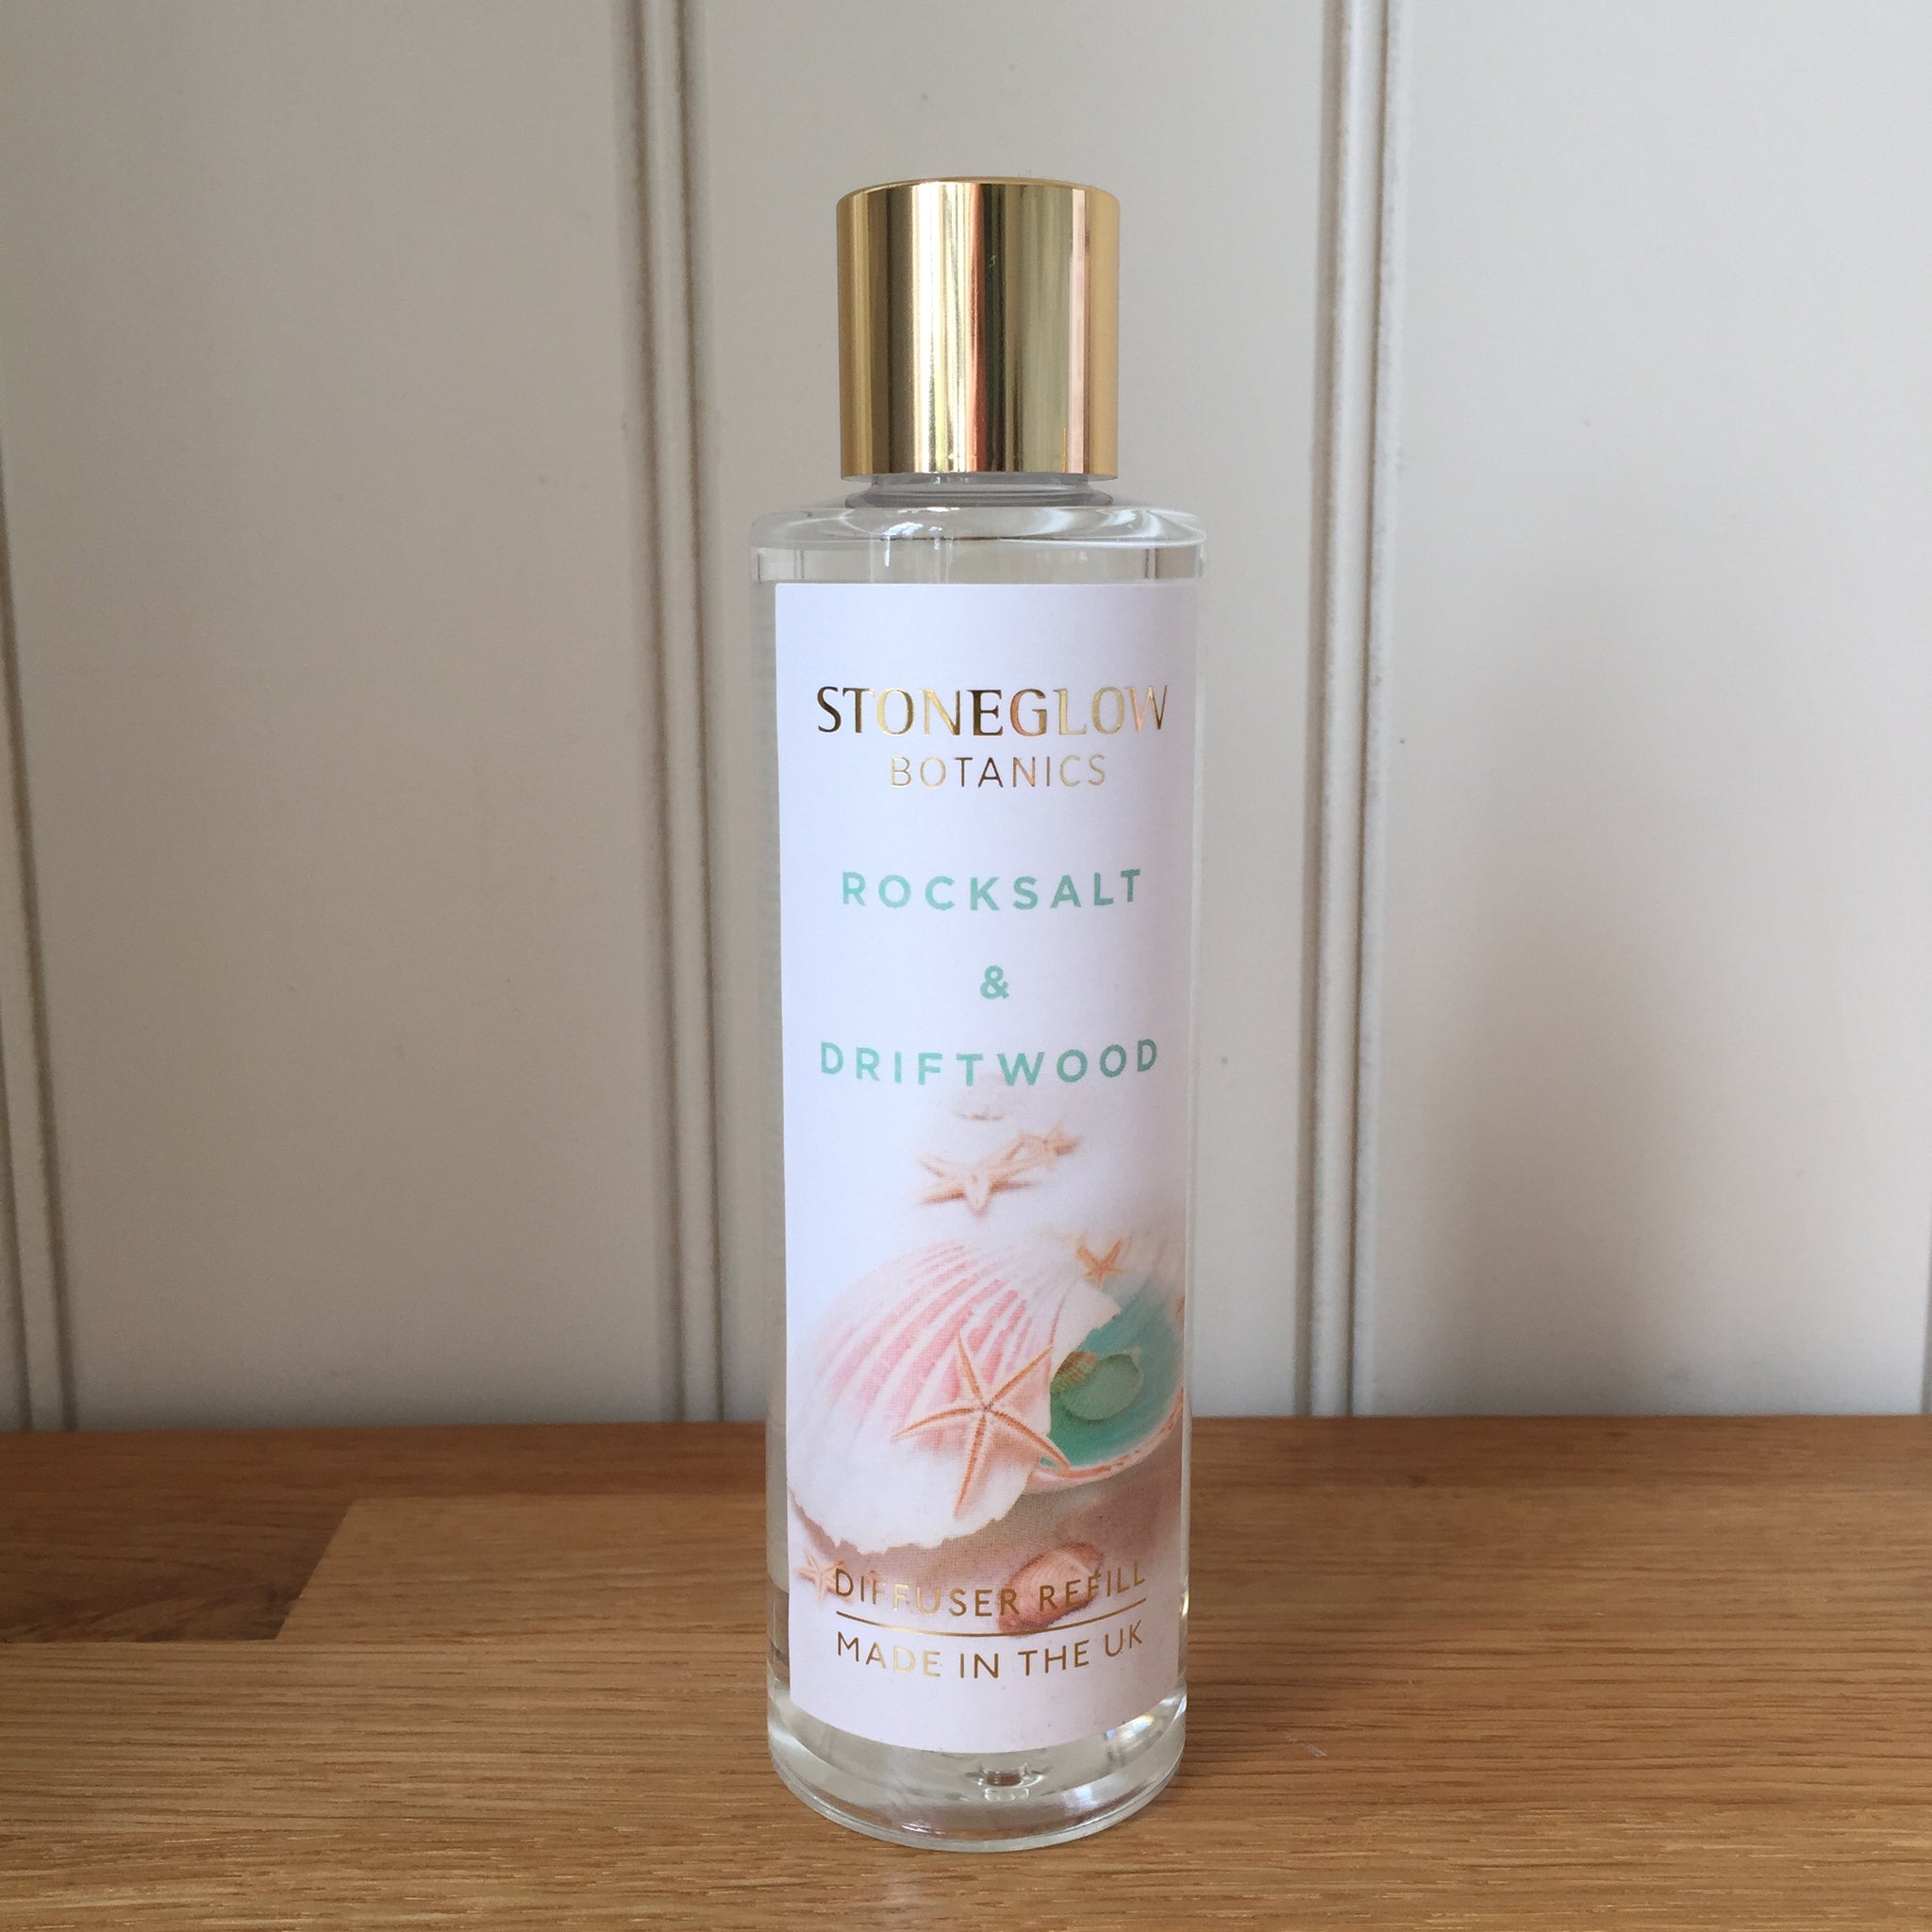 STONEGLOW
BOTANICS
ROCKSALT
&
DRIFTWOOD
DIFFUSER REFILL
MADE IN THE UK